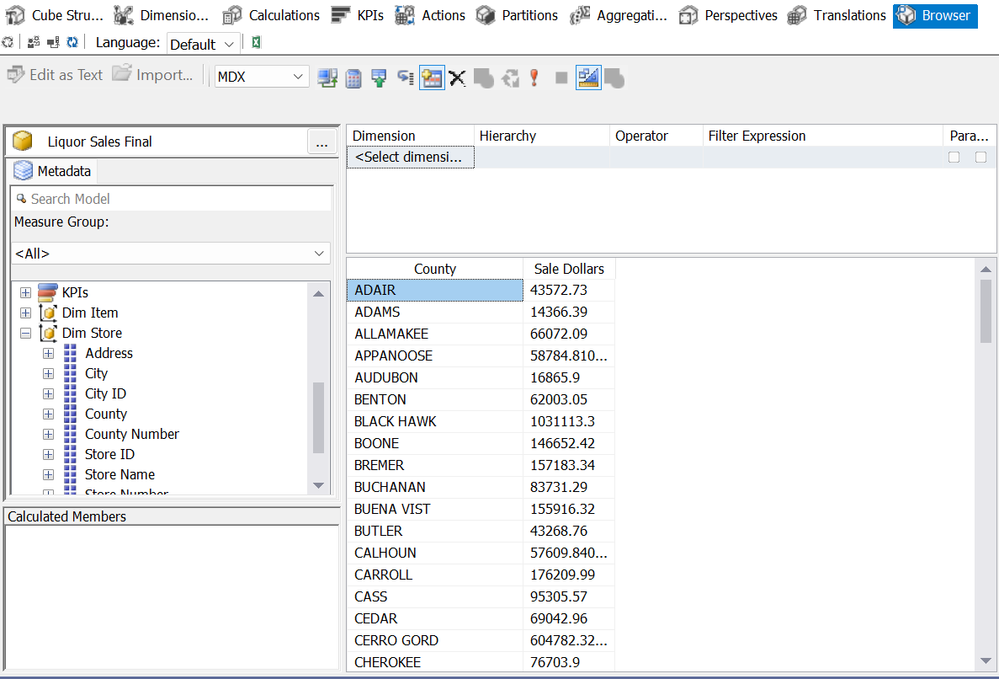 Cube Stru... Dimensio... Calculations KPIs Actions Partitions Aggregati... Perspectives Translations Browser
Language: Default
Edit as Text Import... MDX
Liquor Sales Final ...
Metadata
Search Model
Measure Group:
<All>
KPIs
Dim Item
Dim Store
Address
City
City ID
County
County Number
Store ID
Store Name
Store Number
Calculated Members
Dimension Hierarchy Operator Filter Expression Para...
<Select dimensi...
County Sale Dollars
ADAIR 43572.73
ADAMS 14366.39
ALLAMAKEE 66072.09
APPANOOSE 58784.810...
AUDUBON 16865.9
BENTON 62003.05
BLACK HAWK 1031113.3
BOONE 146652.42
BREMER 157183.34
BUCHANAN 83731.29
BUENA VIST 155916.32
BUTLER 43268.76
CALHOUN 57609.840...
CARROLL 176209.99
CASS 95305.57
CEDAR 69042.96
CERRO GORD 604782.32...
CHEROKEE 76703.9